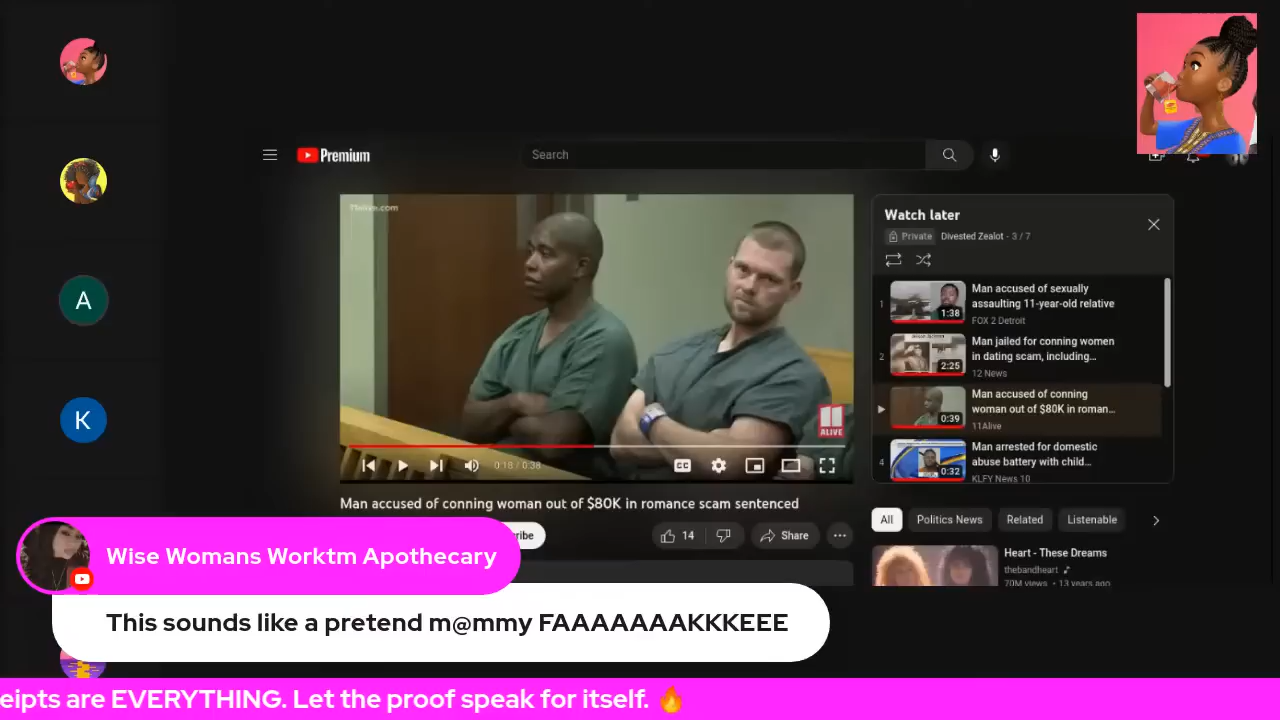 Premium
Search
11alive.com
11
ALIVE
0:18 / 0:38
CC
Man accused of conning woman out of $80K in romance scam sentenced
14
Share
Watch later
Private
Divested Zealot - 3 / 7
1
1:38
Man accused of sexually
assaulting 11-year-old relative
FOX 2 Detroit
2
2:25
Man jailed for conning women
in dating scam, including...
12 News
0:39
Man accused of conning
woman out of $80K in roman...
11Alive
4
0:32
Man arrested for domestic
abuse battery with child...
KLFY News 10
All
Politics News
Related
Listenable
Heart - These Dreams
thebandheart
70M views • 13 years ago
A
K
Wise Womans Worktm Apothecary
This sounds like a pretend m@mmy FAAAAAAAKKKEEE
eipts are EVERYTHING. Let the proof speak for itself. 🔥